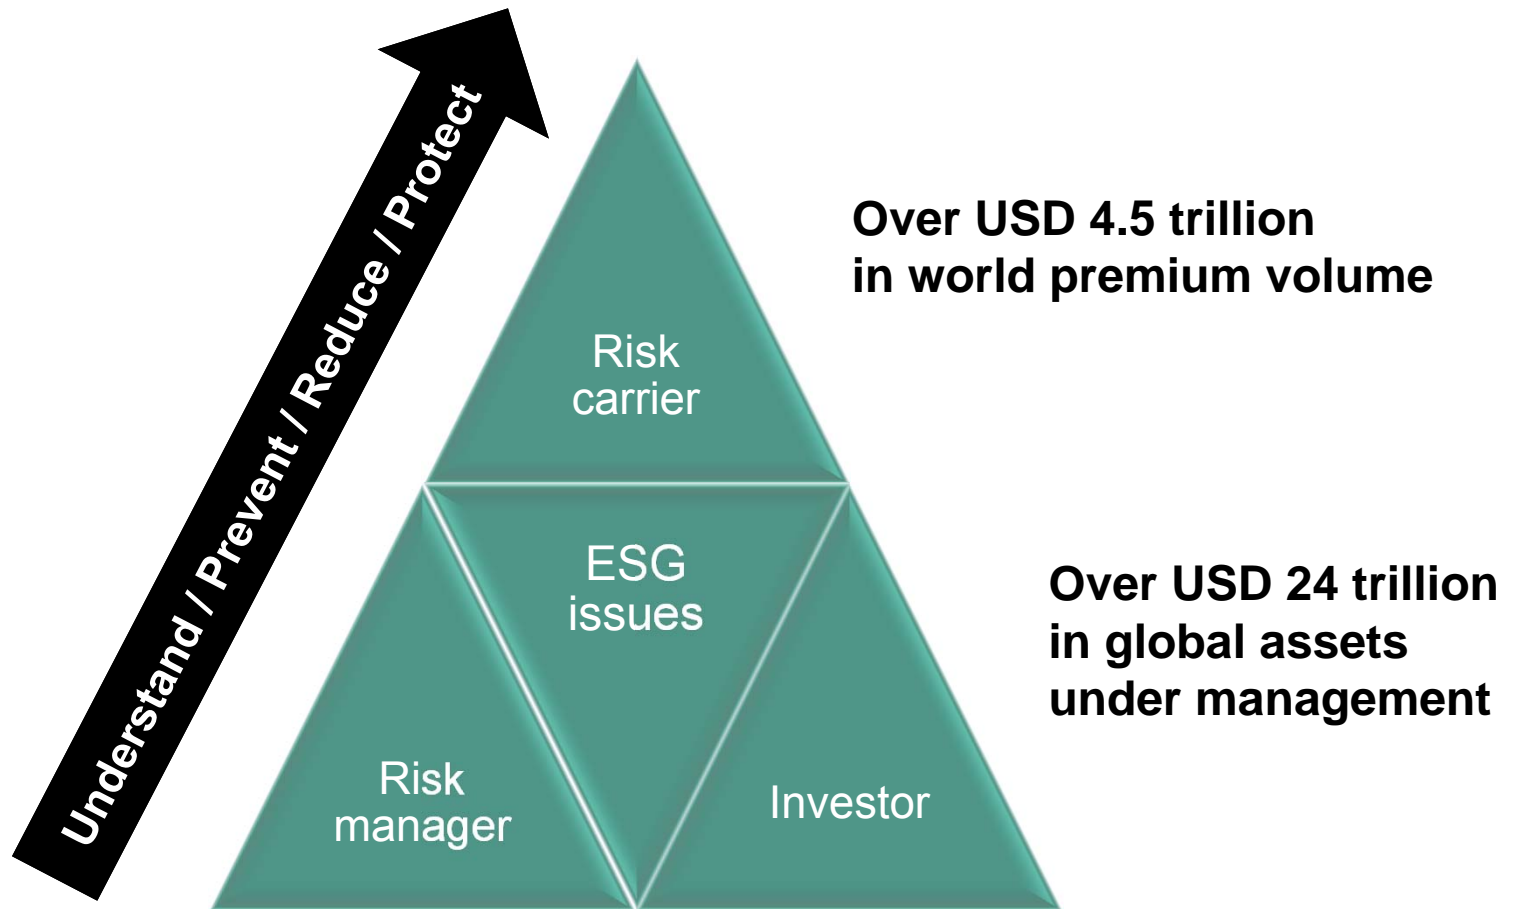 Understand / Prevent / Reduce / Protect
Over USD 4.5 trillion
in world premium volume
Risk
carrier
ESG
issues
Over USD 24 trillion
in global assets
under management
Risk
manager
Investor